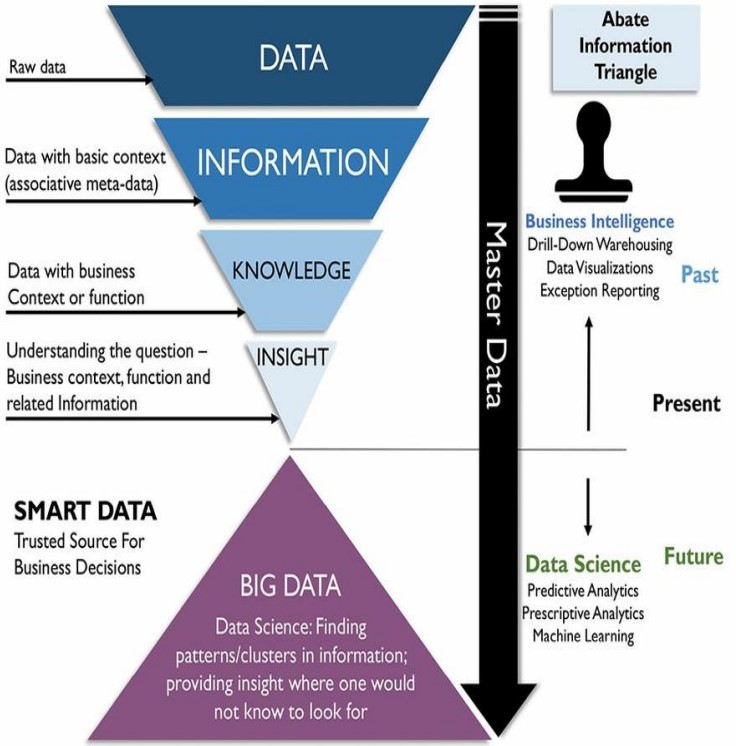 Abate
Information
Triangle
DATA
Raw data
INFORMATION
Data with basic context
(associative meta-data)
KNOWLEDGE
Data with business
Context or function
INSIGHT
Understanding the question –
Business context, function and
related Information
Master Data
Business Intelligence
Drill-Down Warehousing
Data Visualizations
Exception Reporting
Past
Present
SMART DATA
Trusted Source For
Business Decisions
BIG DATA
Data Science: Finding
patterns/clusters in information;
providing insight where one would
not know to look for
Data Science
Predictive Analytics
Prescriptive Analytics
Machine Learning
Future